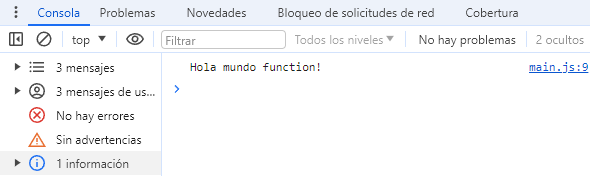 Consola Problemas Novedades Bloqueo de solicitudes de red Cobertura
top Filtrar Todos los niveles No hay problemas 2 ocultos
3 mensajes
3 mensajes de us...
No hay errores
Sin advertencias
1 información
Hola mundo function! main.js:9